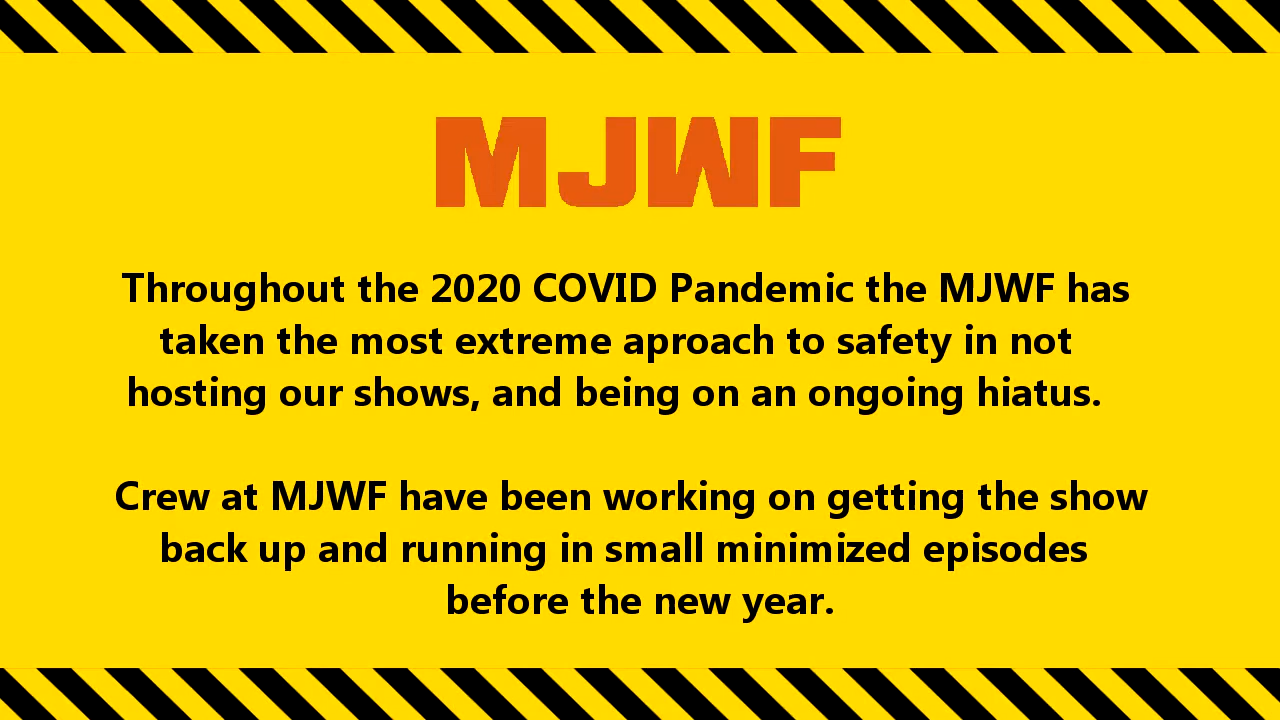 MJWF
Throughout the 2020 COVID Pandemic the MJWF has
taken the most extreme aproach to safety in not
hosting our shows, and being on an ongoing hiatus.
Crew at MJWF have been working on getting the show
back up and running in small minimized episodes
before the new year.